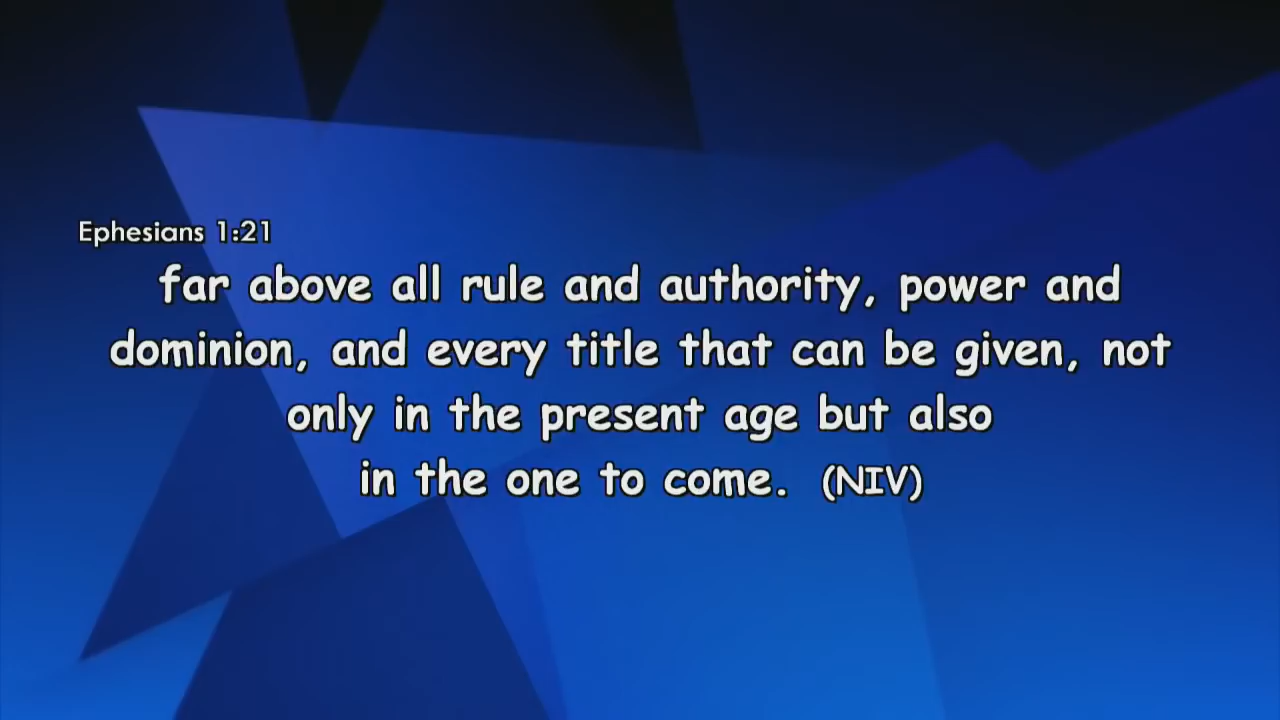 Ephesians 1:21
far above all rule and authority, power and
dominion, and every title that can be given, not
only in the present age but also
in the one to come. (NIV)